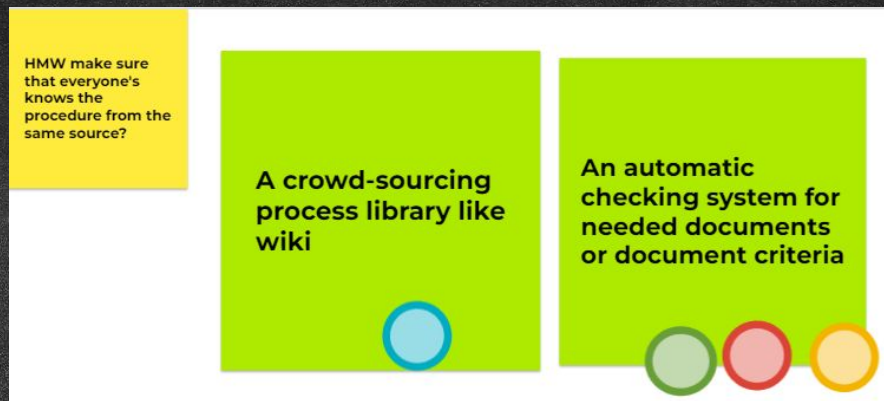 HMW make sure
that everyone's
knows the
procedure from the
same source?
A crowd-sourcing
process library like
wiki
An automatic
checking system for
needed documents
or document criteria